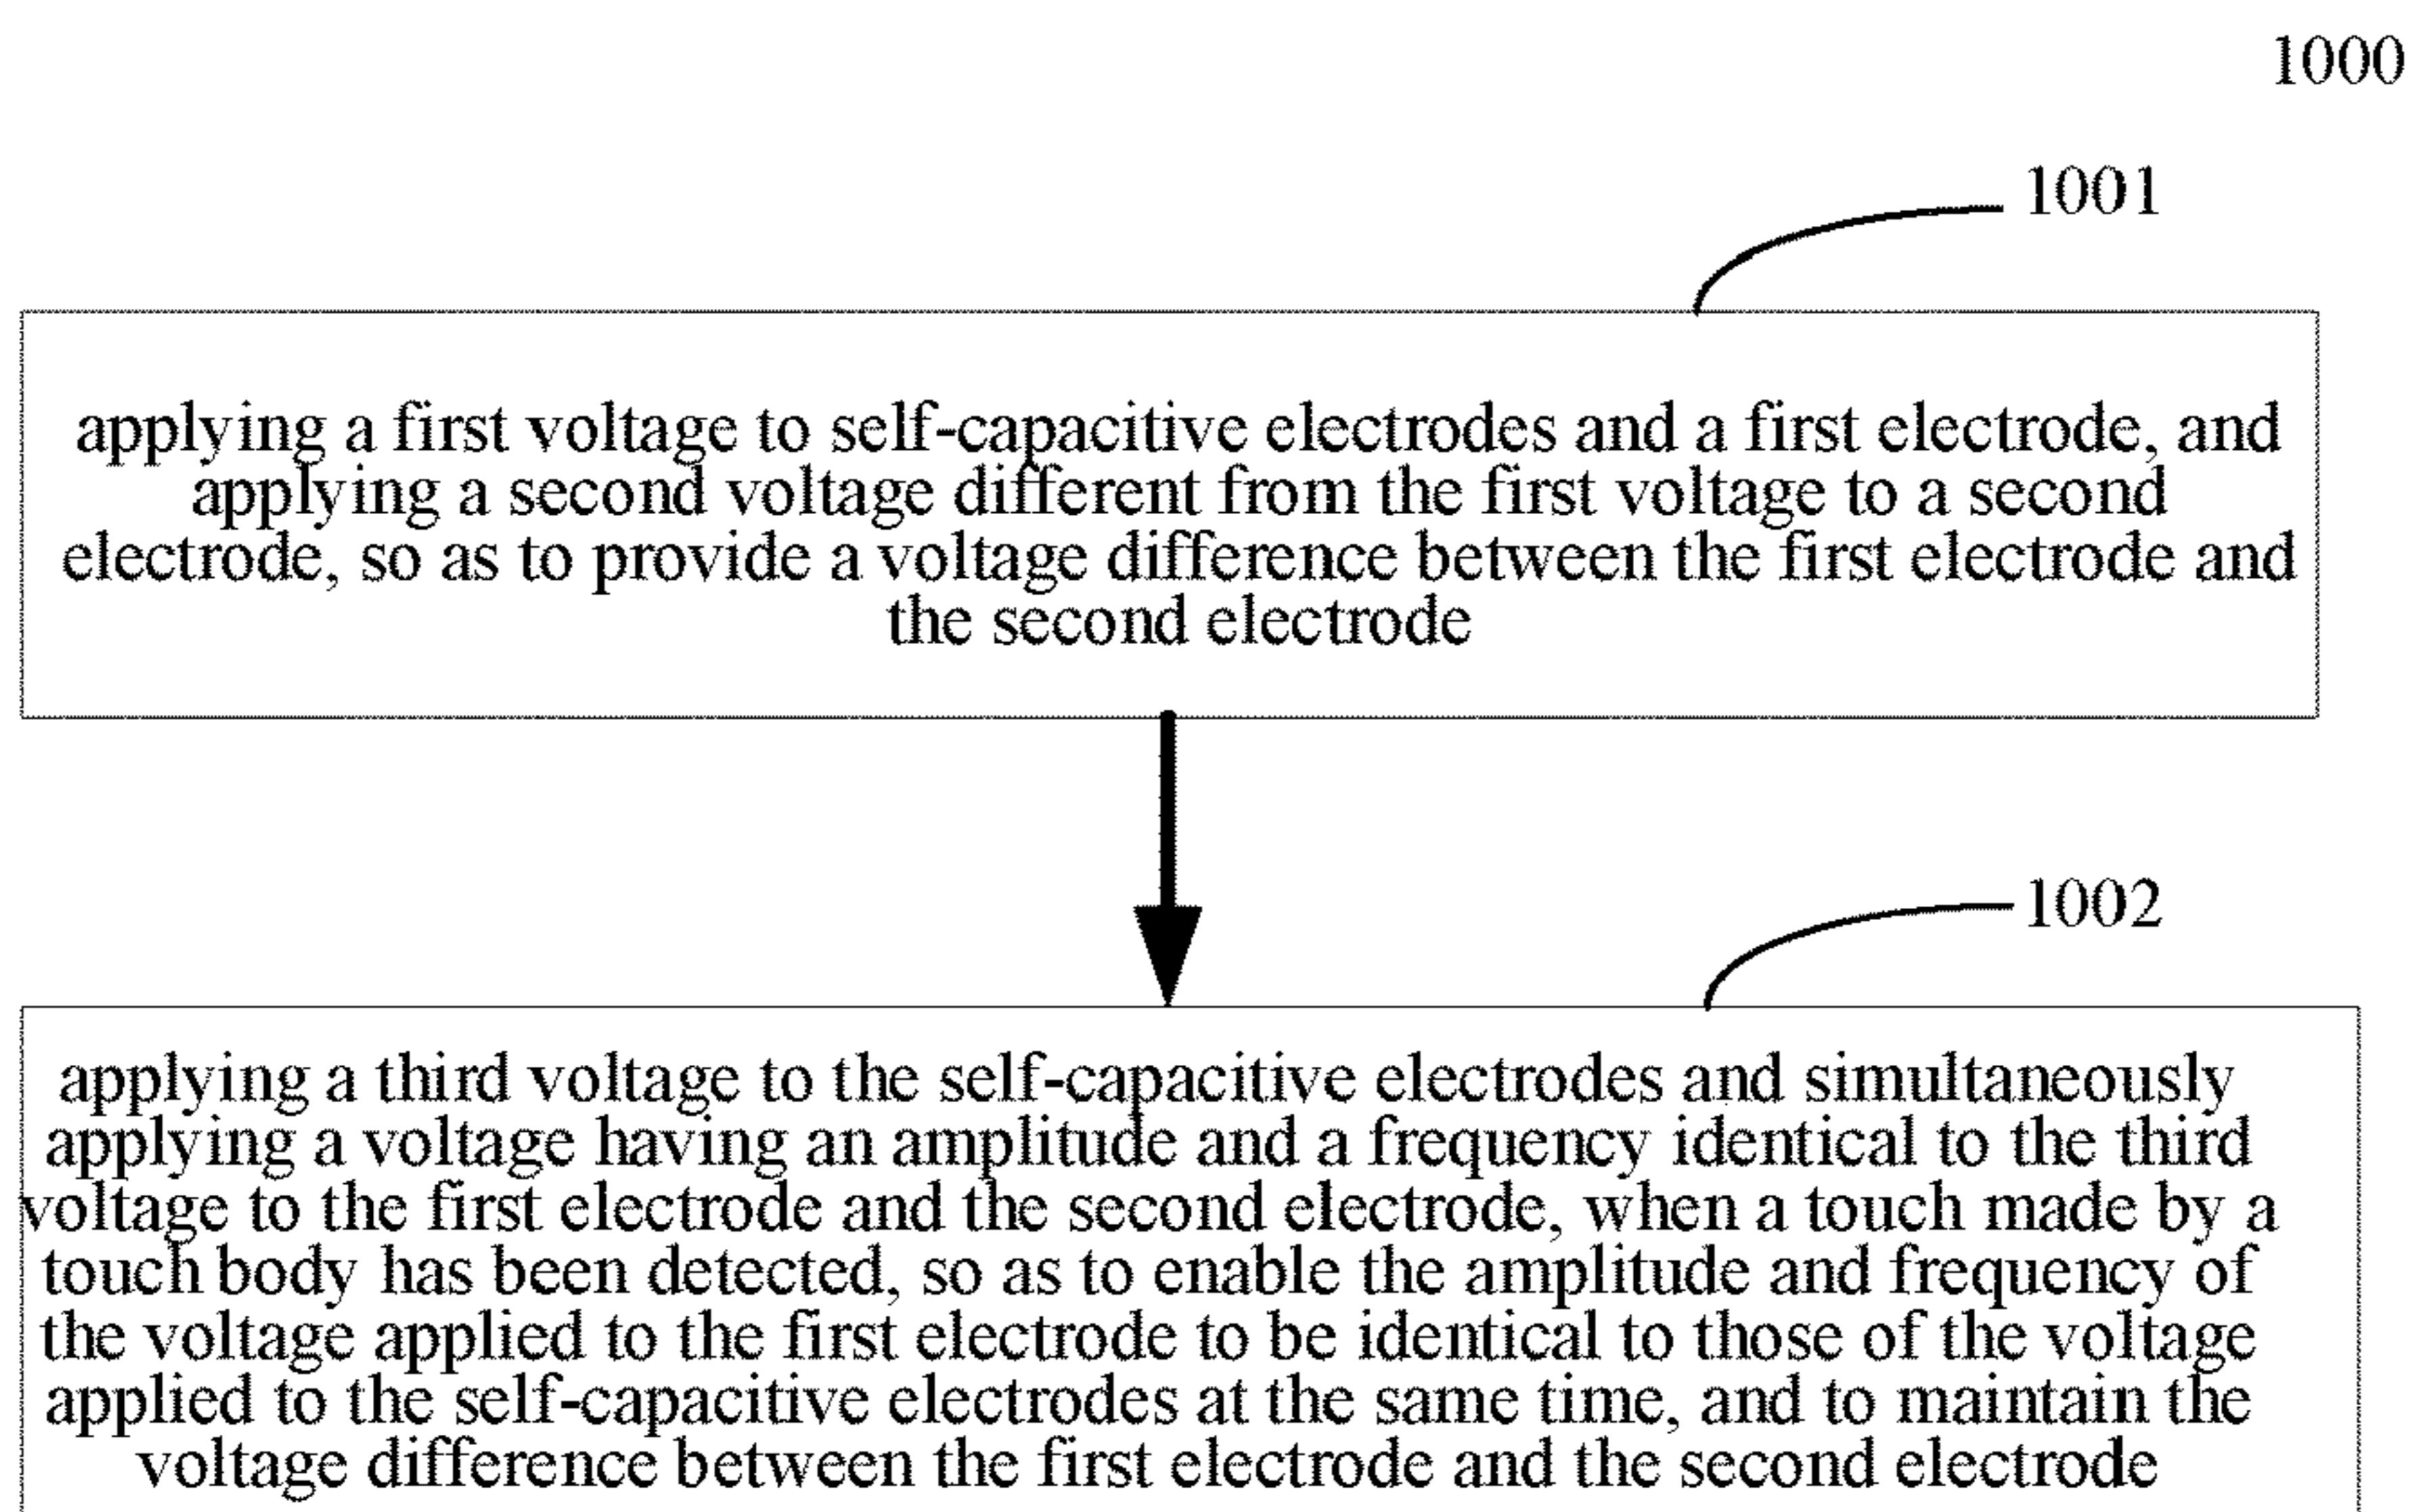 1000
1001
applying a first voltage to self-capacitive electrodes and a first electrode, and
applying a second voltage different from the first voltage to a second
electrode, so as to provide a voltage difference between the first electrode and
the second electrode
1002
applying a third voltage to the self-capacitive electrodes and simultaneously
applying a voltage having an amplitude and a frequency identical to the third
voltage to the first electrode and the second electrode, when a touch made by a
touch body has been detected, so as to enable the amplitude and frequency of
the voltage applied to the first electrode to be identical to those of the voltage
applied to the self-capacitive electrodes at the same time, and to maintain the
voltage difference between the first electrode and the second electrode